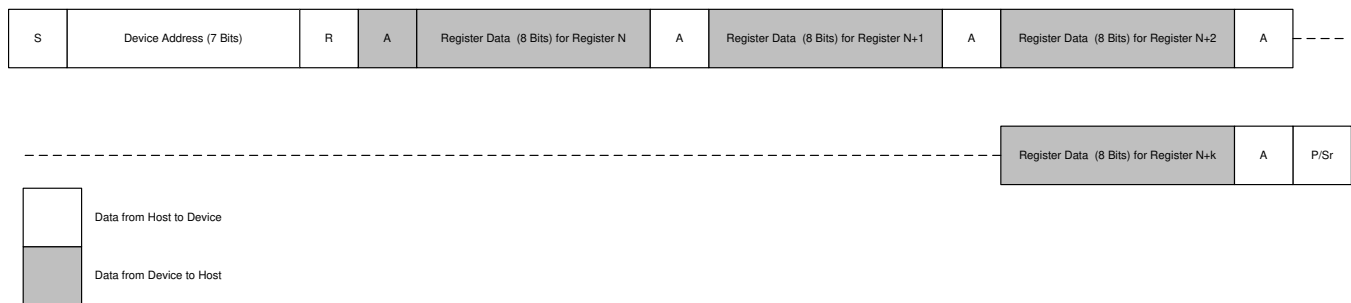 S Device Address (7 Bits) R A Register Data (8 Bits) for Register N A Register Data (8 Bits) for Register N+1 A Register Data (8 Bits) for Register N+2 A
Register Data (8 Bits) for Register N+k A P/Sr
Data from Host to Device
Data from Device to Host